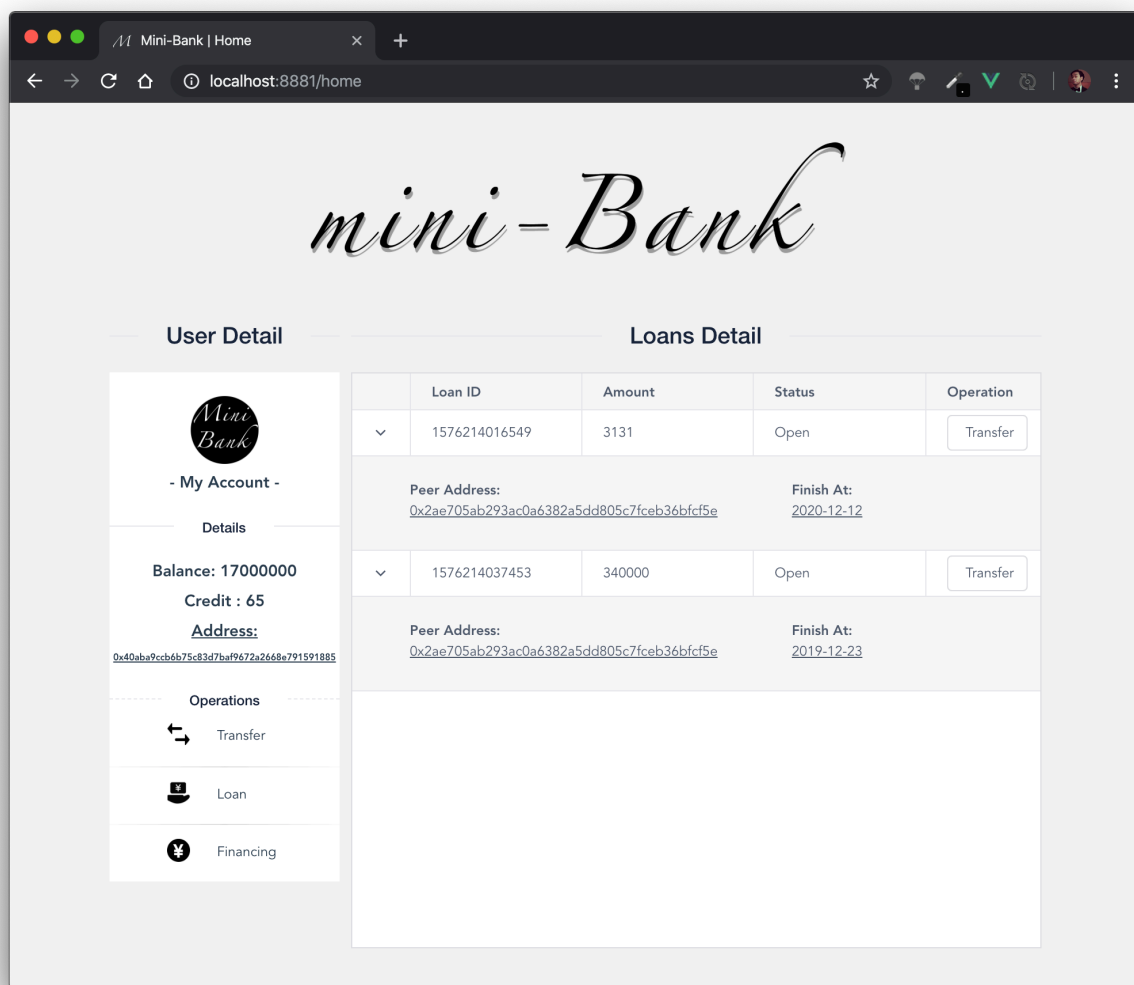 M Mini-Bank | Home
localhost:8881/home
mini-Bank
User Detail
Mini
Bank
- My Account -
Details
Balance: 17000000
Credit : 65
Address:
0x40aba9ccb6b75c83d7baf9672a2668e791591885
Operations
Transfer
Loan
Financing
Loans Detail
Loan ID Amount Status Operation
1576214016549 3131 Open Transfer
Peer Address: Finish At:
0x2ae705ab293ac0a6382a5dd805c7fceb36bfcf5e 2020-12-12
1576214037453 340000 Open Transfer
Peer Address: Finish At:
0x2ae705ab293ac0a6382a5dd805c7fceb36bfcf5e 2019-12-23